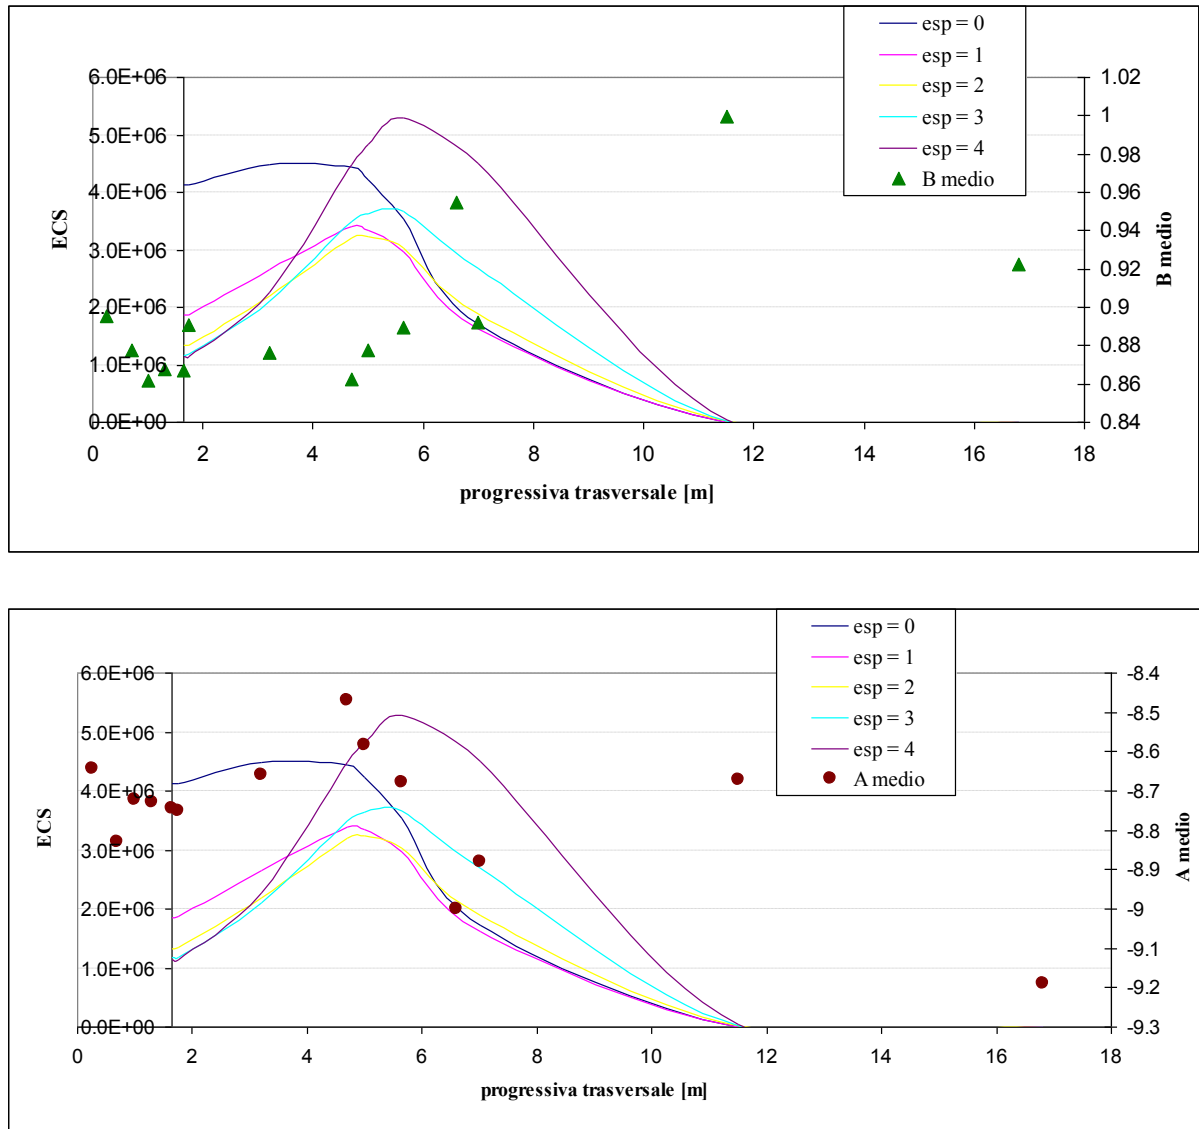 esp = 0
esp = 1
esp = 2
esp = 3
esp = 4
B medio
6.0E+06
5.0E+06
4.0E+06
3.0E+06
2.0E+06
1.0E+06
0.0E+00
ECS
1.02
1
0.98
0.96
0.94
0.92
0.9
0.88
0.86
0.84
B medio
0 2 4 6 8 10 12 14 16 18
progressiva trasversale [m]
esp = 0
esp = 1
esp = 2
esp = 3
esp = 4
A medio
6.0E+06
5.0E+06
4.0E+06
3.0E+06
2.0E+06
1.0E+06
0.0E+00
ECS
-8.4
-8.5
-8.6
-8.7
-8.8
-8.9
-9
-9.1
-9.2
-9.3
A medio
0 2 4 6 8 10 12 14 16 18
progressiva trasversale [m]